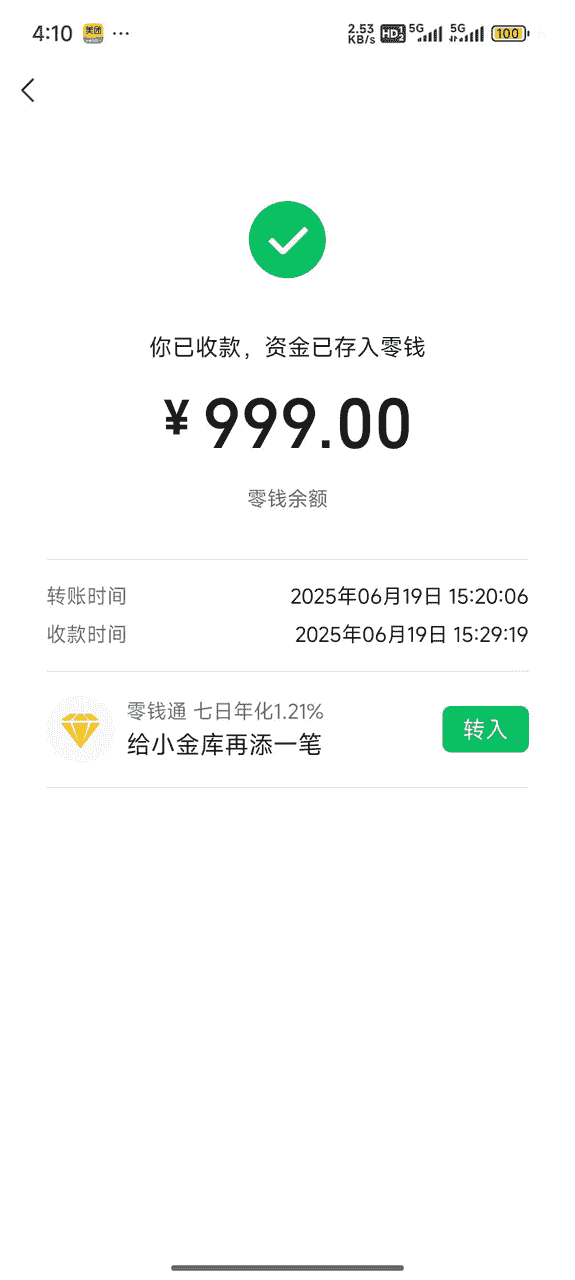 4:10 美团 ··· 2.53 KB/s HD 1 2 5G 5G 100
你已收款，资金已存入零钱
¥999.00
零钱余额
转账时间 2025年06月19日 15:20:06
收款时间 2025年06月19日 15:29:19
零钱通 七日年化1.21%
给小金库再添一笔
转入